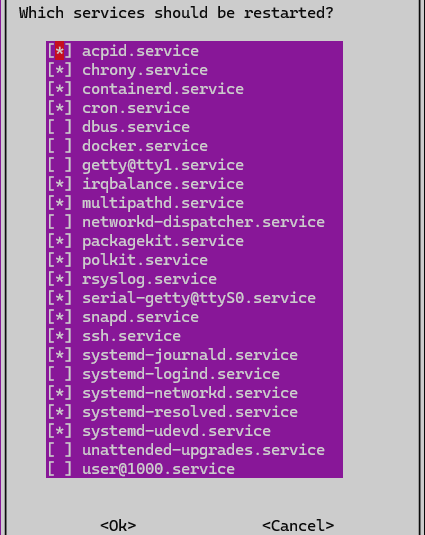 Which services should be restarted?
[*] acpid.service
[*] chrony.service
[*] containerd.service
[*] cron.service
[ ] dbus.service
[ ] docker.service
[ ] getty@tty1.service
[*] irqbalance.service
[*] multipathd.service
[ ] networkd-dispatcher.service
[*] packagekit.service
[*] polkit.service
[*] rsyslog.service
[*] serial-getty@ttyS0.service
[*] snapd.service
[*] ssh.service
[*] systemd-journald.service
[ ] systemd-logind.service
[*] systemd-networkd.service
[*] systemd-resolved.service
[*] systemd-udevd.service
[ ] unattended-upgrades.service
[ ] user@1000.service
<Ok> <Cancel>